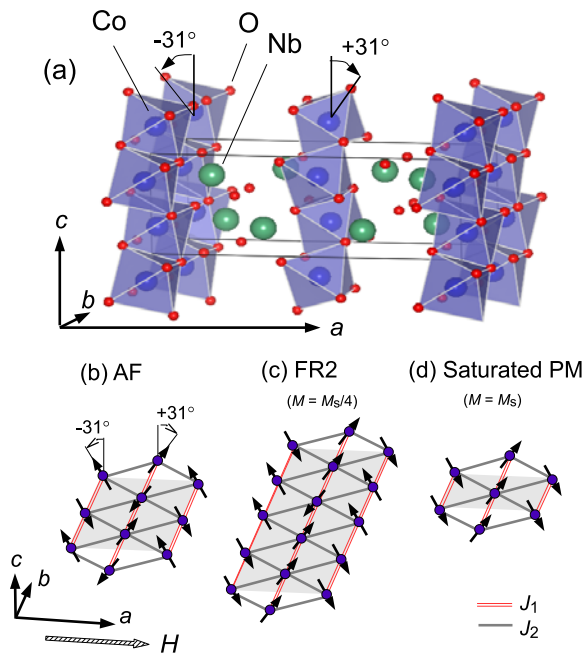 Co
-31°
O
Nb
+31°
(a)
c
b
a
(b) AF
(c) FR2
(d) Saturated PM
(M = Ms/4)
(M = Ms)
-31°
+31°
c
b
a
H
J1
J2